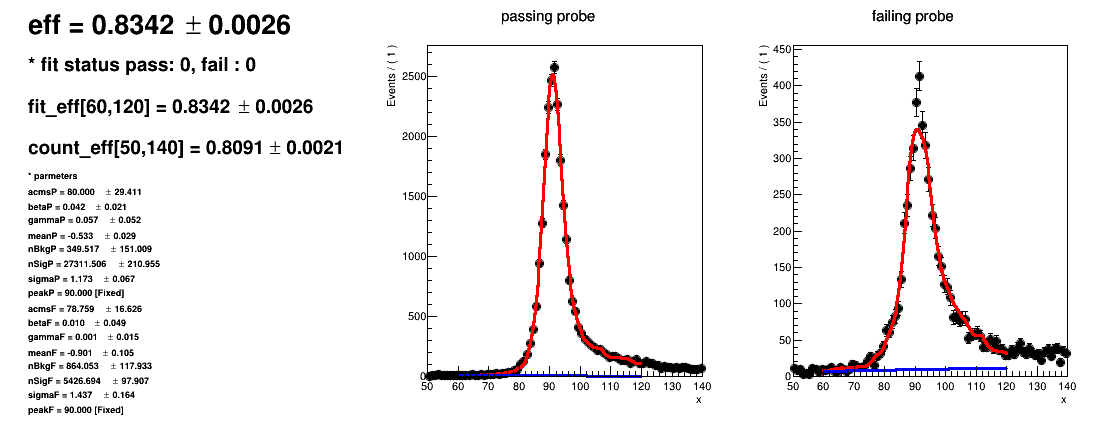 eff = 0.8342 ± 0.0026
* fit status pass: 0, fail : 0
fit_eff[60,120] = 0.8342 ± 0.0026
count_eff[50,140] = 0.8091 ± 0.0021
* parmeters
acmsP = 80.000 ± 29.411
betaP = 0.042 ± 0.021
gammaP = 0.057 ± 0.052
meanP = -0.533 ± 0.029
nBkgP = 349.517 ± 151.009
nSigP = 27311.506 ± 210.955
sigmaP = 1.173 ± 0.067
peakP = 90.000 [Fixed]
acmsF = 78.759 ± 16.626
betaF = 0.010 ± 0.049
gammaF = 0.001 ± 0.015
meanF = -0.901 ± 0.105
nBkgF = 864.053 ± 117.933
nSigF = 5426.694 ± 97.907
sigmaF = 1.437 ± 0.164
peakF = 90.000 [Fixed]
passing probe
Events / ( 1 )
2500
2000
1500
1000
500
0
50 60 70 80 90 100 110 120 130 140
x
failing probe
Events / ( 1 )
450
400
350
300
250
200
150
100
50
0
50 60 70 80 90 100 110 120 130 140
x